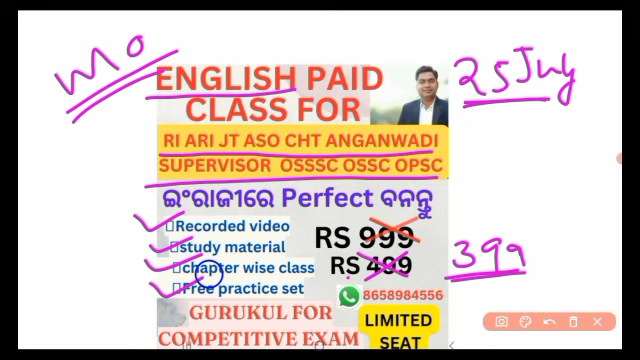 Mo
25 July
ENGLISH PAID
CLASS FOR
RI ARI JT ASO CHT ANGANWADI
SUPERVISOR OSSSC OSSC OPSC
ଇଂରାଜୀରେ Perfect ବନନ୍ତୁ
Recorded video
study material
chapter wise class
Free practice set
RS 999
RS 499
399
8658984556
GURUKUL FOR
COMPETITIVE EXAM
LIMITED
SEAT